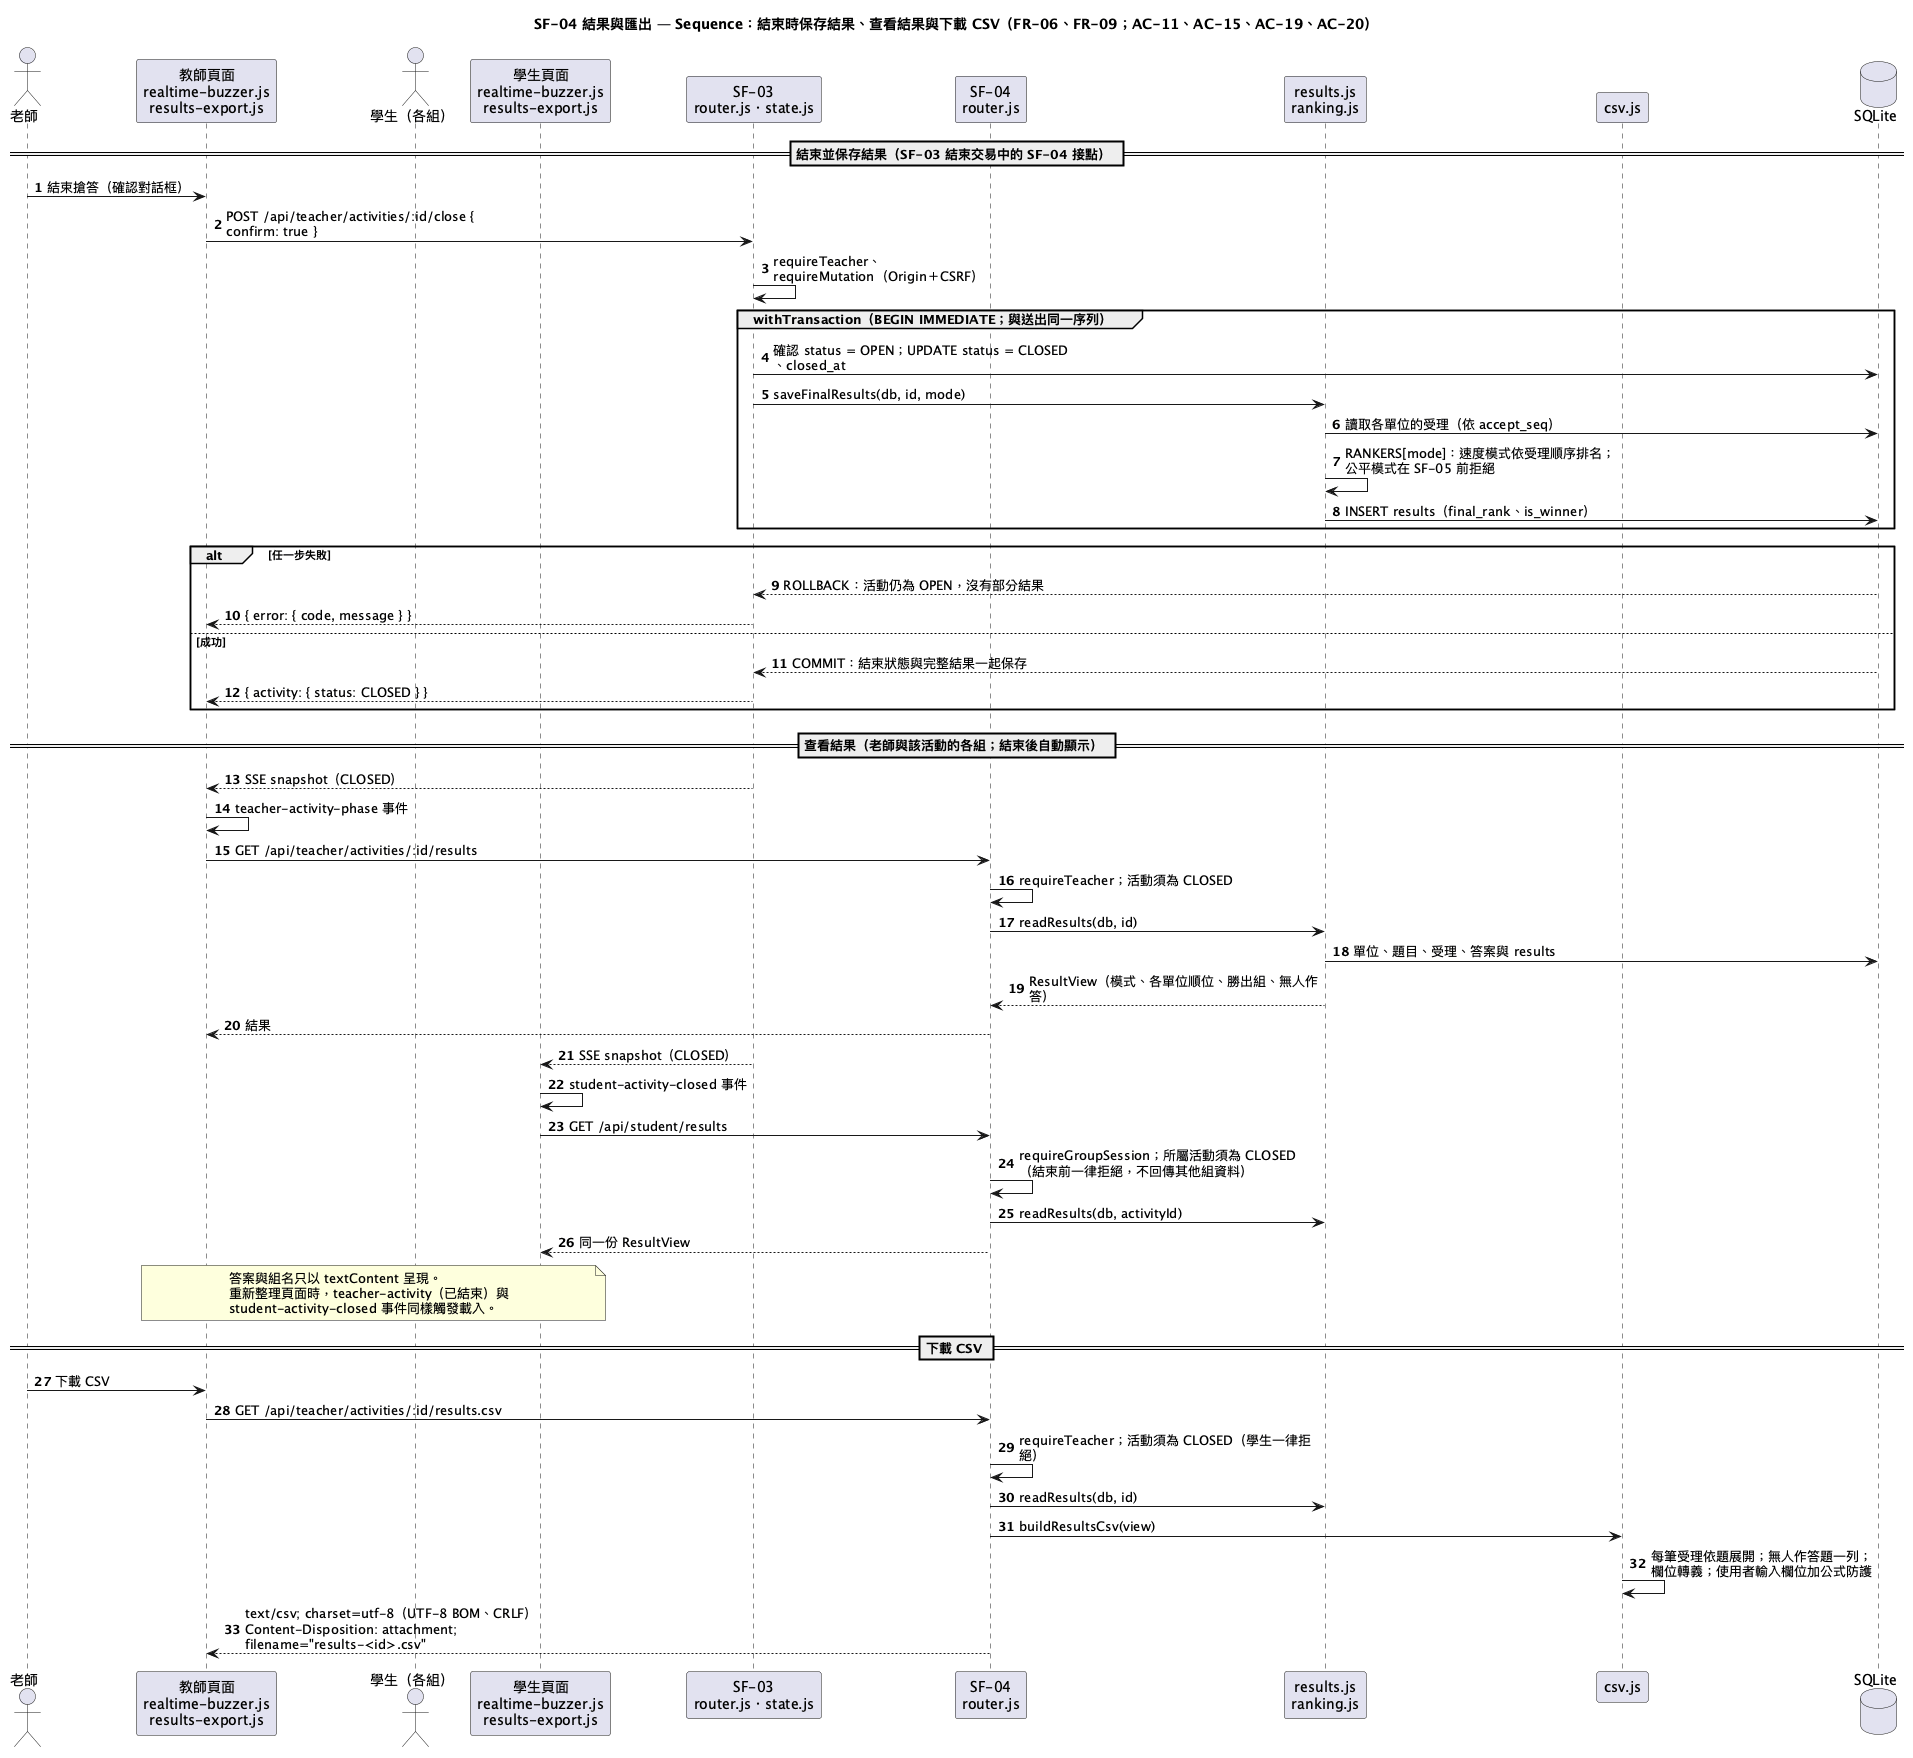 SF-04 結果與匯出 — Sequence：結束時保存結果、查看結果與下載 CSV（FR-06、FR-09；AC-11、AC-15、AC-19、AC-20）
老師
教師頁面
realtime-buzzer.js
results-export.js
學生（各組）
學生頁面
realtime-buzzer.js
results-export.js
SF-03
router.js · state.js
SF-04
router.js
results.js
ranking.js
csv.js
SQLite
結束並保存結果（SF-03 結束交易中的 SF-04 接點）
1 結束搶答（確認對話框）
2 POST /api/teacher/activities/:id/close {
confirm: true }
3 requireTeacher、
requireMutation（Origin＋CSRF）
withTransaction（BEGIN IMMEDIATE；與送出同一序列）
4 確認 status = OPEN；UPDATE status = CLOSED
、closed_at
5 saveFinalResults(db, id, mode)
6 讀取各單位的受理（依 accept_seq）
7 RANKERS[mode]：速度模式依受理順序排名；
公平模式在 SF-05 前拒絕
8 INSERT results（final_rank、is_winner）
alt [任一步失敗]
9 ROLLBACK：活動仍為 OPEN，沒有部分結果
10 { error: { code, message } }
[成功]
11 COMMIT：結束狀態與完整結果一起保存
12 { activity: { status: CLOSED } }
查看結果（老師與該活動的各組；結束後自動顯示）
13 SSE snapshot（CLOSED）
14 teacher-activity-phase 事件
15 GET /api/teacher/activities/:id/results
16 requireTeacher；活動須為 CLOSED
17 readResults(db, id)
18 單位、題目、受理、答案與 results
19 ResultView（模式、各單位順位、勝出組、無人作
答）
20 結果
21 SSE snapshot（CLOSED）
22 student-activity-closed 事件
23 GET /api/student/results
24 requireGroupSession；所屬活動須為 CLOSED
（結束前一律拒絕，不回傳其他組資料）
25 readResults(db, activityId)
26 同一份 ResultView
答案與組名只以 textContent 呈現。
重新整理頁面時，teacher-activity（已結束）與
student-activity-closed 事件同樣觸發載入。
下載 CSV
27 下載 CSV
28 GET /api/teacher/activities/:id/results.csv
29 requireTeacher；活動須為 CLOSED（學生一律拒
絕）
30 readResults(db, id)
31 buildResultsCsv(view)
32 每筆受理依題展開；無人作答題一列；
欄位轉義；使用者輸入欄位加公式防護
33 text/csv; charset=utf-8（UTF-8 BOM、CRLF）
Content-Disposition: attachment;
filename="results-<id>.csv"
老師
教師頁面
realtime-buzzer.js
results-export.js
學生（各組）
學生頁面
realtime-buzzer.js
results-export.js
SF-03
router.js · state.js
SF-04
router.js
results.js
ranking.js
csv.js
SQLite